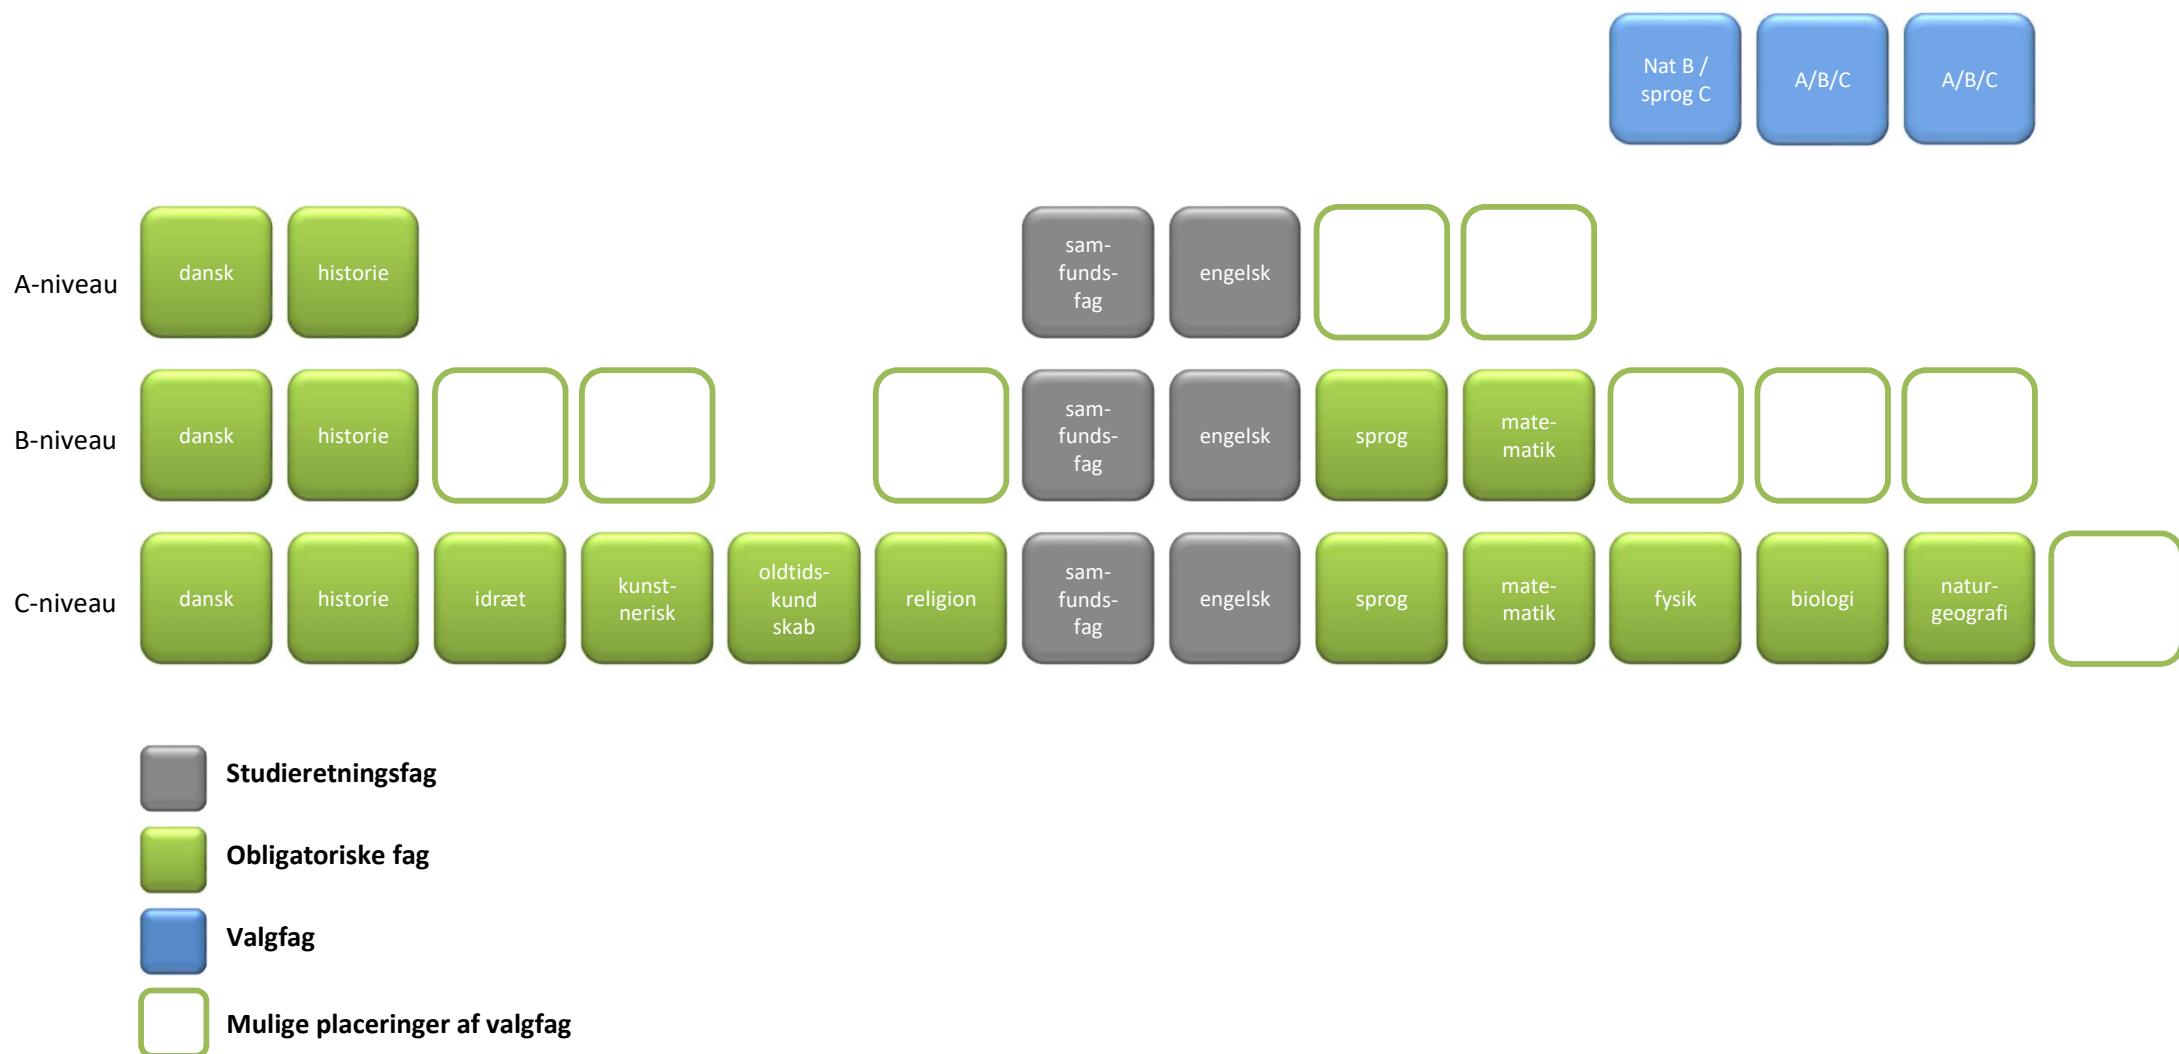 Nat B /
sprog C
A/B/C
A/B/C
A-niveau
dansk
historie
sam-
funds-
fag
engelsk
B-niveau
dansk
historie
sam-
funds-
fag
engelsk
sprog
mate-
matik
C-niveau
dansk
historie
idræt
kunst-
nerisk
oldtids-
kund
skab
religion
sam-
funds-
fag
engelsk
sprog
mate-
matik
fysik
biologi
natur-
geografi
Studieretningsfag
Obligatoriske fag
Valgfag
Mulige placeringer af valgfag